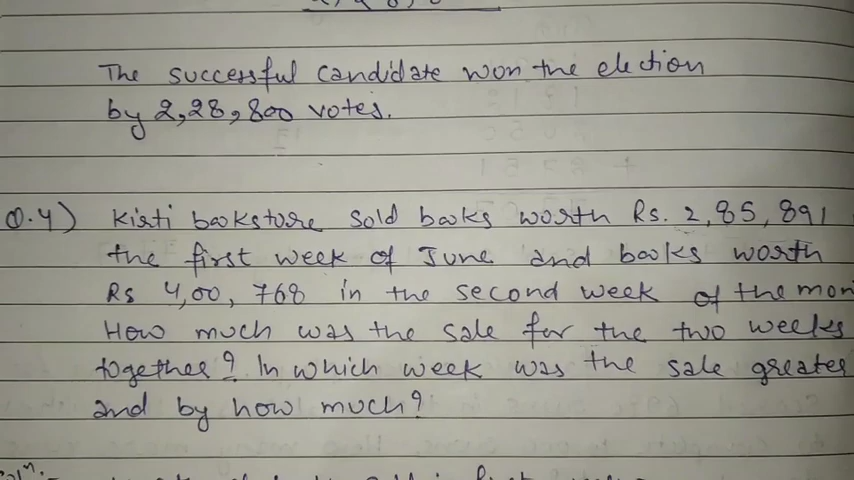 The successful candidate won the election
by 2,28,800 votes.
Q.4) Kirti bookstore sold books worth Rs. 2,85,891
the first week of June and books worth
Rs 4,00,768 in the second week of the mon
How much was the sale for the two weeks
together? In which week was the sale greater
and by how much?
Soln.